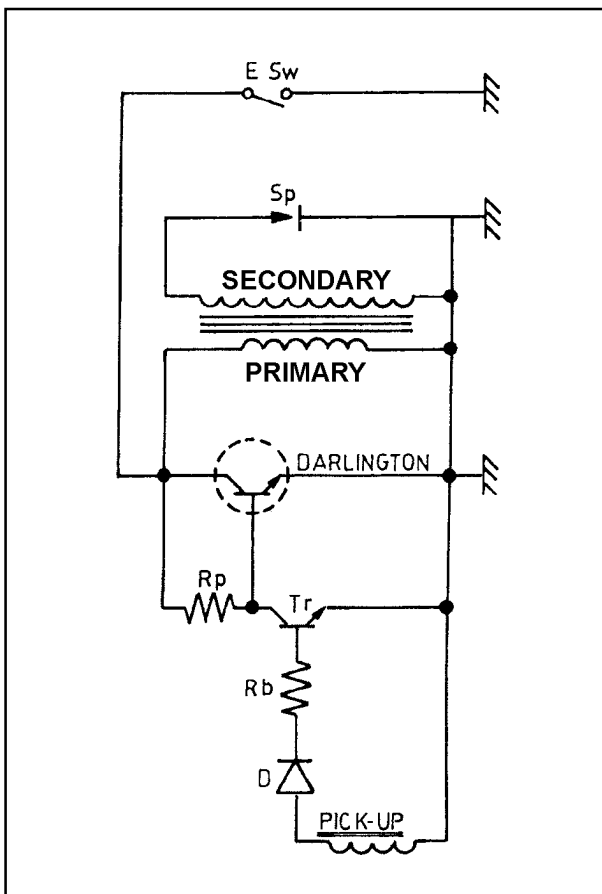 E Sw
Sp
SECONDARY
PRIMARY
DARLINGTON
Rp
Tr
Rb
D
PICK-UP